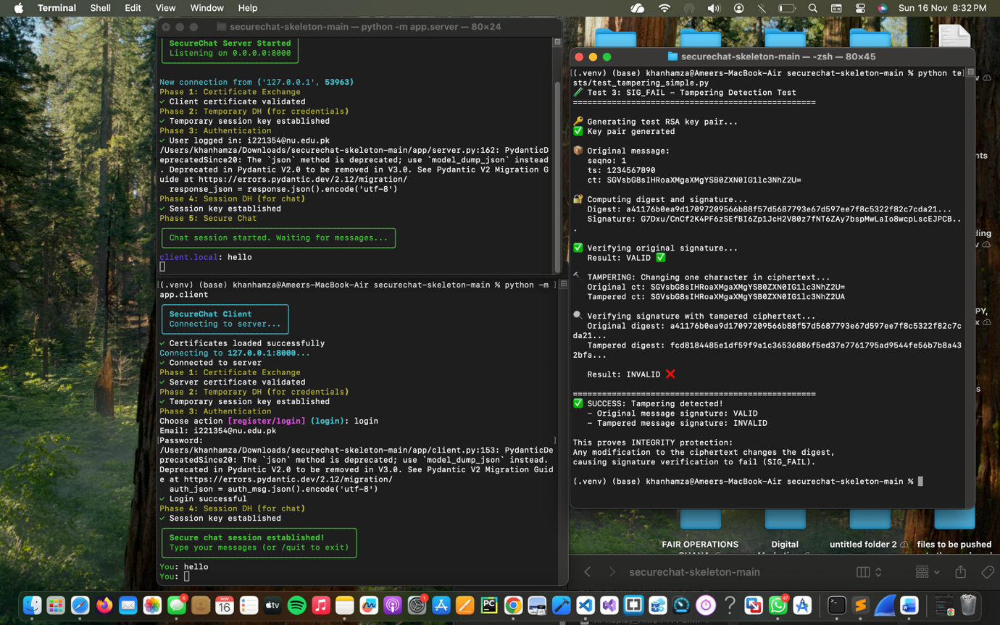 Terminal Shell Edit View Window Help
Sun 16 Nov 8:32 PM
securechat-skeleton-main — python -m app.server — 80×24
SecureChat Server Started
Listening on 0.0.0.0:8000
New connection from ('127.0.0.1', 53963)
Phase 1: Certificate Exchange
✓ Client certificate validated
Phase 2: Temporary DH (for credentials)
✓ Temporary session key established
Phase 3: Authentication
✓ User logged in: i221354@nu.edu.pk
/Users/khanhamza/Downloads/securechat-skeleton-main/app/server.py:162: PydanticD
eprecatedSince20: The `json` method is deprecated; use `model_dump_json` instead
. Deprecated in Pydantic V2.0 to be removed in V3.0. See Pydantic V2 Migration G
uide at https://errors.pydantic.dev/2.12/migration/
response_json = response.json().encode('utf-8')
Phase 4: Session DH (for chat)
✓ Session key established
Phase 5: Secure Chat
Chat session started. Waiting for messages...
client.local: hello
(.venv) (base) khanhamza@Ameers-MacBook-Air securechat-skeleton-main % python -m
app.client
SecureChat Client
Connecting to server...
✓ Certificates loaded successfully
Connecting to 127.0.0.1:8000...
✓ Connected to server
Phase 1: Certificate Exchange
✓ Server certificate validated
Phase 2: Temporary DH (for credentials)
✓ Temporary session key established
Phase 3: Authentication
Choose action [register/login] (login): login
Email: i221354@nu.edu.pk
Password:
/Users/khanhamza/Downloads/securechat-skeleton-main/app/client.py:153: PydanticDe
precatedSince20: The `json` method is deprecated; use `model_dump_json` instead.
Deprecated in Pydantic V2.0 to be removed in V3.0. See Pydantic V2 Migration Guid
e at https://errors.pydantic.dev/2.12/migration/
auth_json = auth_msg.json().encode('utf-8')
✓ Login successful
Phase 4: Session DH (for chat)
✓ Session key established
Secure chat session established!
Type your messages (or /quit to exit)
You: hello
You:
securechat-skeleton-main — -zsh — 80×45
(.venv) (base) khanhamza@Ameers-MacBook-Air securechat-skeleton-main % python te
sts/test_tampering_simple.py
🧪 Test 3: SIG_FAIL – Tampering Detection Test
==================================================
🔑 Generating test RSA key pair...
✅ Key pair generated
📦 Original message:
seqno: 1
ts: 1234567890
ct: SGVsbG8sIHRoaXMgaXMgYSB0ZXN0IG1lc3NhZ2U=
🔐 Computing digest and signature...
Digest: a41176b0ea9d17097209566b88f57d5687793e67d597ee7f8c5322f82c7cda21...
Signature: G7Dxu/CnCf2K4PF6zSEfBI6Zp1JcH2V80z7fNT6ZAy7bspMwLaIo8wcpLscEJPCB..
.
✅ Verifying original signature...
Result: VALID ✅
🔨 TAMPERING: Changing one character in ciphertext...
Original ct: SGVsbG8sIHRoaXMgaXMgYSB0ZXN0IG1lc3NhZ2U=
Tampered ct: SGVsbG8sIHRoaXMgaXMgYSB0ZXN0IG1lc3NhZ2UA
🔍 Verifying signature with tampered ciphertext...
Original digest: a41176b0ea9d17097209566b88f57d5687793e67d597ee7f8c5322f82c7c
da21...
Tampered digest: fcd8184485e1df59f9a1c36536886f5ed37e7761795ad9544fe56b7b8a43
2bfa...
Result: INVALID ❌
==================================================
✅ SUCCESS: Tampering detected!
– Original message signature: VALID
– Tampered message signature: INVALID
This proves INTEGRITY protection:
Any modification to the ciphertext changes the digest,
causing signature verification to fail (SIG_FAIL).
(.venv) (base) khanhamza@Ameers-MacBook-Air securechat-skeleton-main %
FAIR OPERATIONS
Digital
untitled folder 2
files to be pushed
securechat-skeleton-main
NOV
16
tv
PC